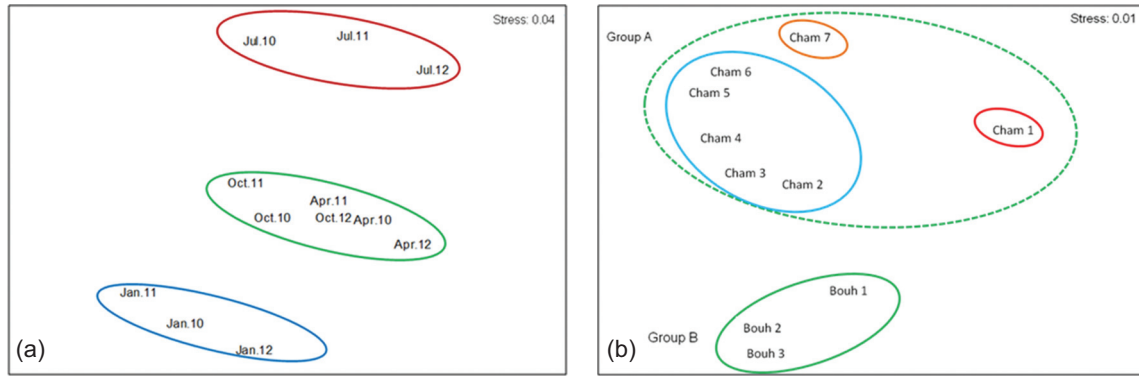 Stress: 0.04
Jul.10
Jul.11
Jul.12
Oct.11
Apr.11
Oct.10
Oct.12
Apr.10
Apr.12
Jan.11
Jan.10
Jan.12
(a)
Stress: 0.01
Group A
Cham 7
Cham 6
Cham 5
Cham 1
Cham 4
Cham 3
Cham 2
Bouh 1
Bouh 2
Group B
Bouh 3
(b)